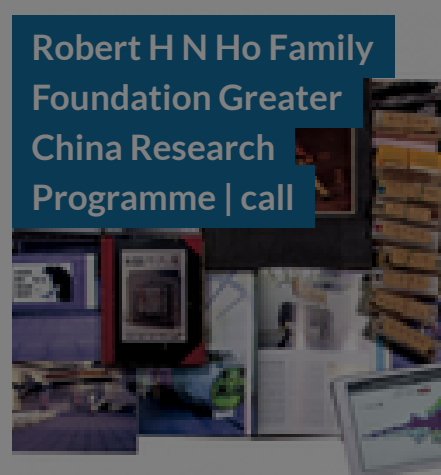 Robert H N Ho Family
Foundation Greater
China Research
Programme | call